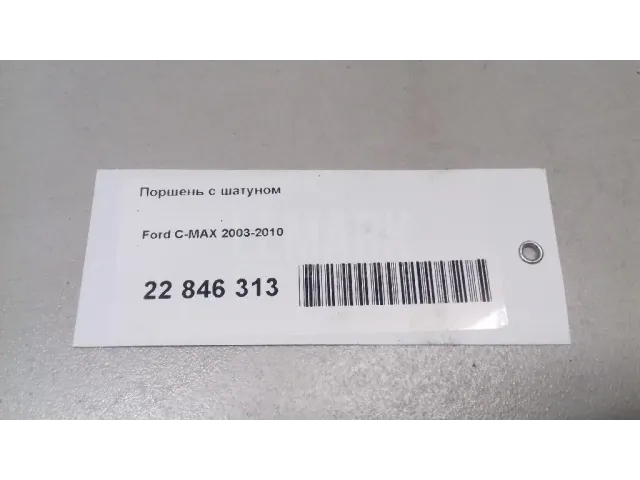 Поршень с шатуном
Ford C-MAX 2003-2010
22 846 313